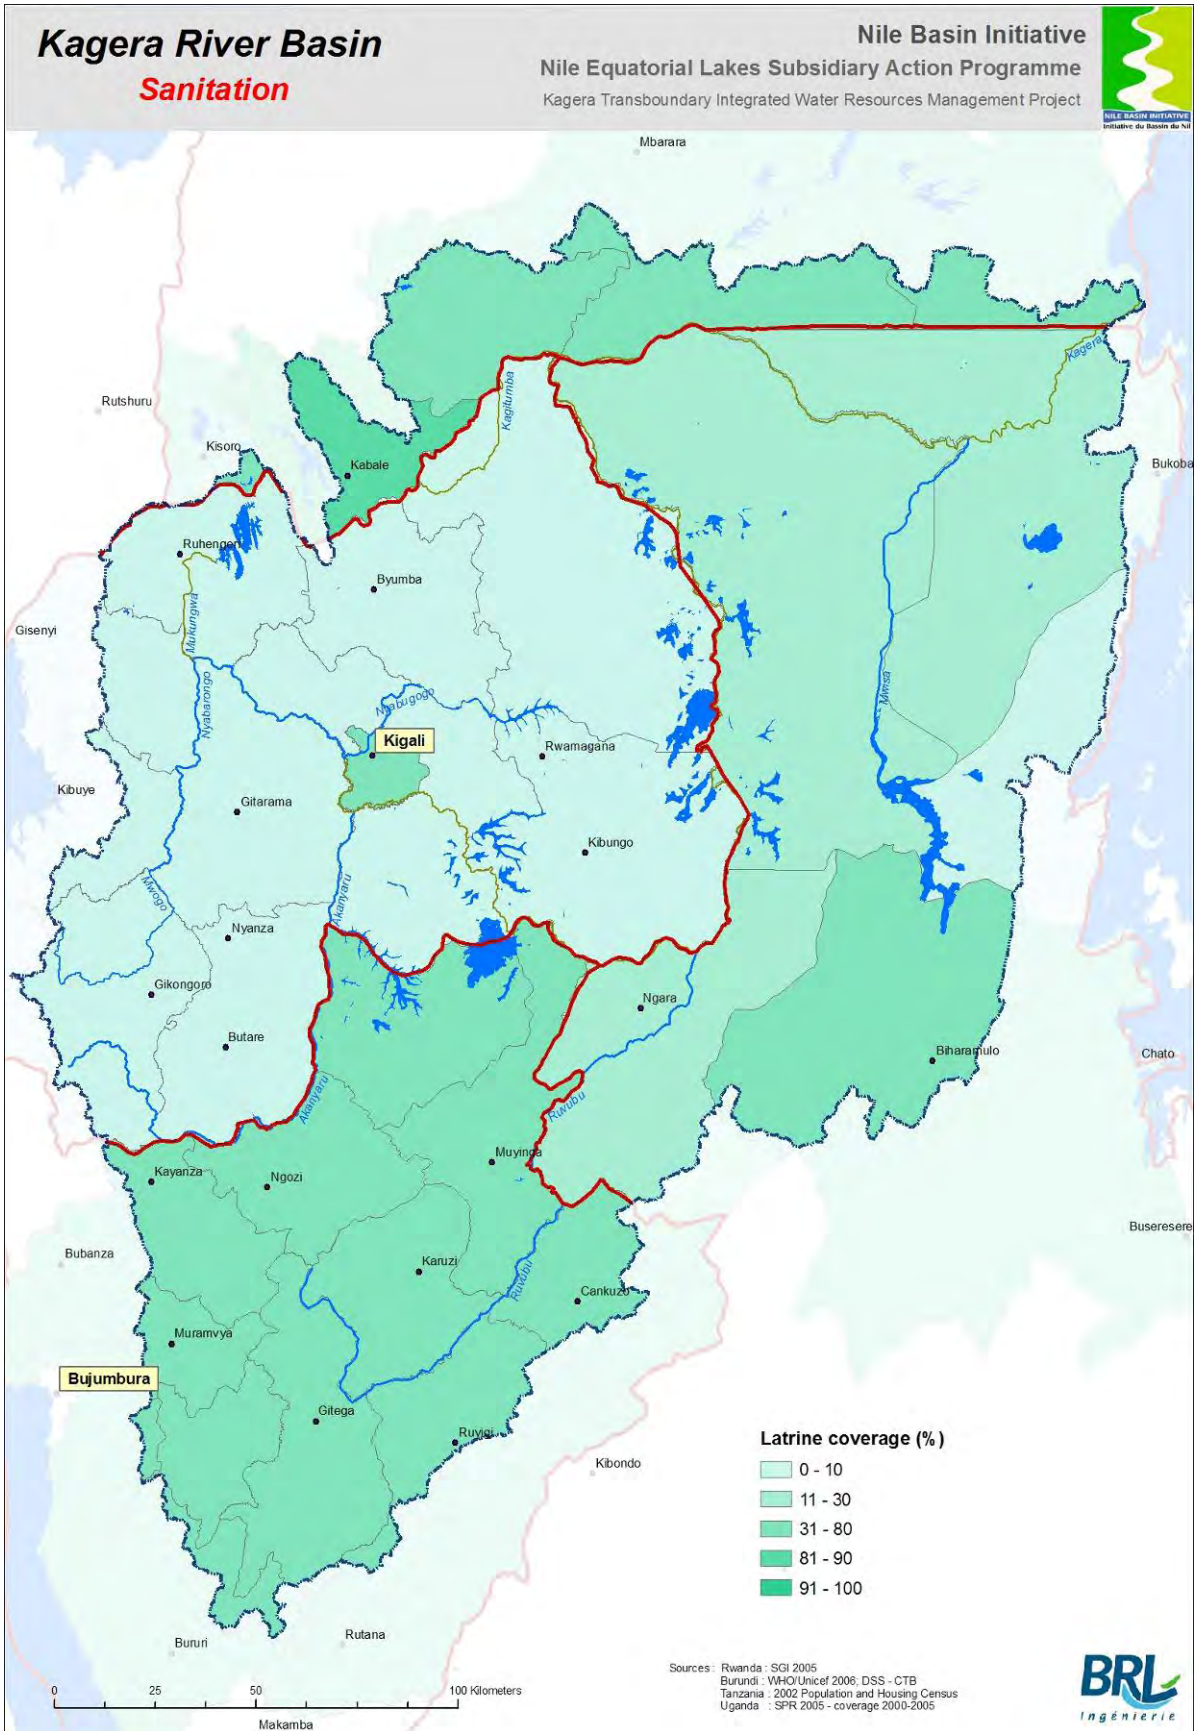 Kagera River Basin
Sanitation
Nile Basin Initiative
Nile Equatorial Lakes Subsidiary Action Programme
Kagera Transboundary Integrated Water Resources Management Project
NILE BASIN INITIATIVE
Initiative du Bassin du Nil
Mbarara
Kagera
Kagitumba
Rutshuru
Kisoro
Kabale
Bukoba
Ruhengeri
Byumba
Mukungwa
Gisenyi
Nyabarongo
Nyabugogo
Mwisa
Kigali
Rwamagana
Kibuye
Gitarama
Kibungo
Mwogo
Akanyaru
Nyanza
Gikongoro
Ngara
Butare
Biharamulo
Chato
Akanyaru
Ruvubu
Muyinga
Kayanza
Ngozi
Buseresere
Bubanza
Karuzi
Ruvubu
Cankuzo
Muramvya
Bujumbura
Gitega
Ruyigi
Kibondo
Latrine coverage (%)
0 - 10
11 - 30
31 - 80
81 - 90
91 - 100
Bururi
Rutana
Sources : Rwanda : SGI 2005
Burundi : WHO/Unicef 2006; DSS - CTB
Tanzania : 2002 Population and Housing Census
Uganda : SPR 2005 - coverage 2000-2005
0 25 50 100 Kilometers
Makamba
BRL
Ingénierie